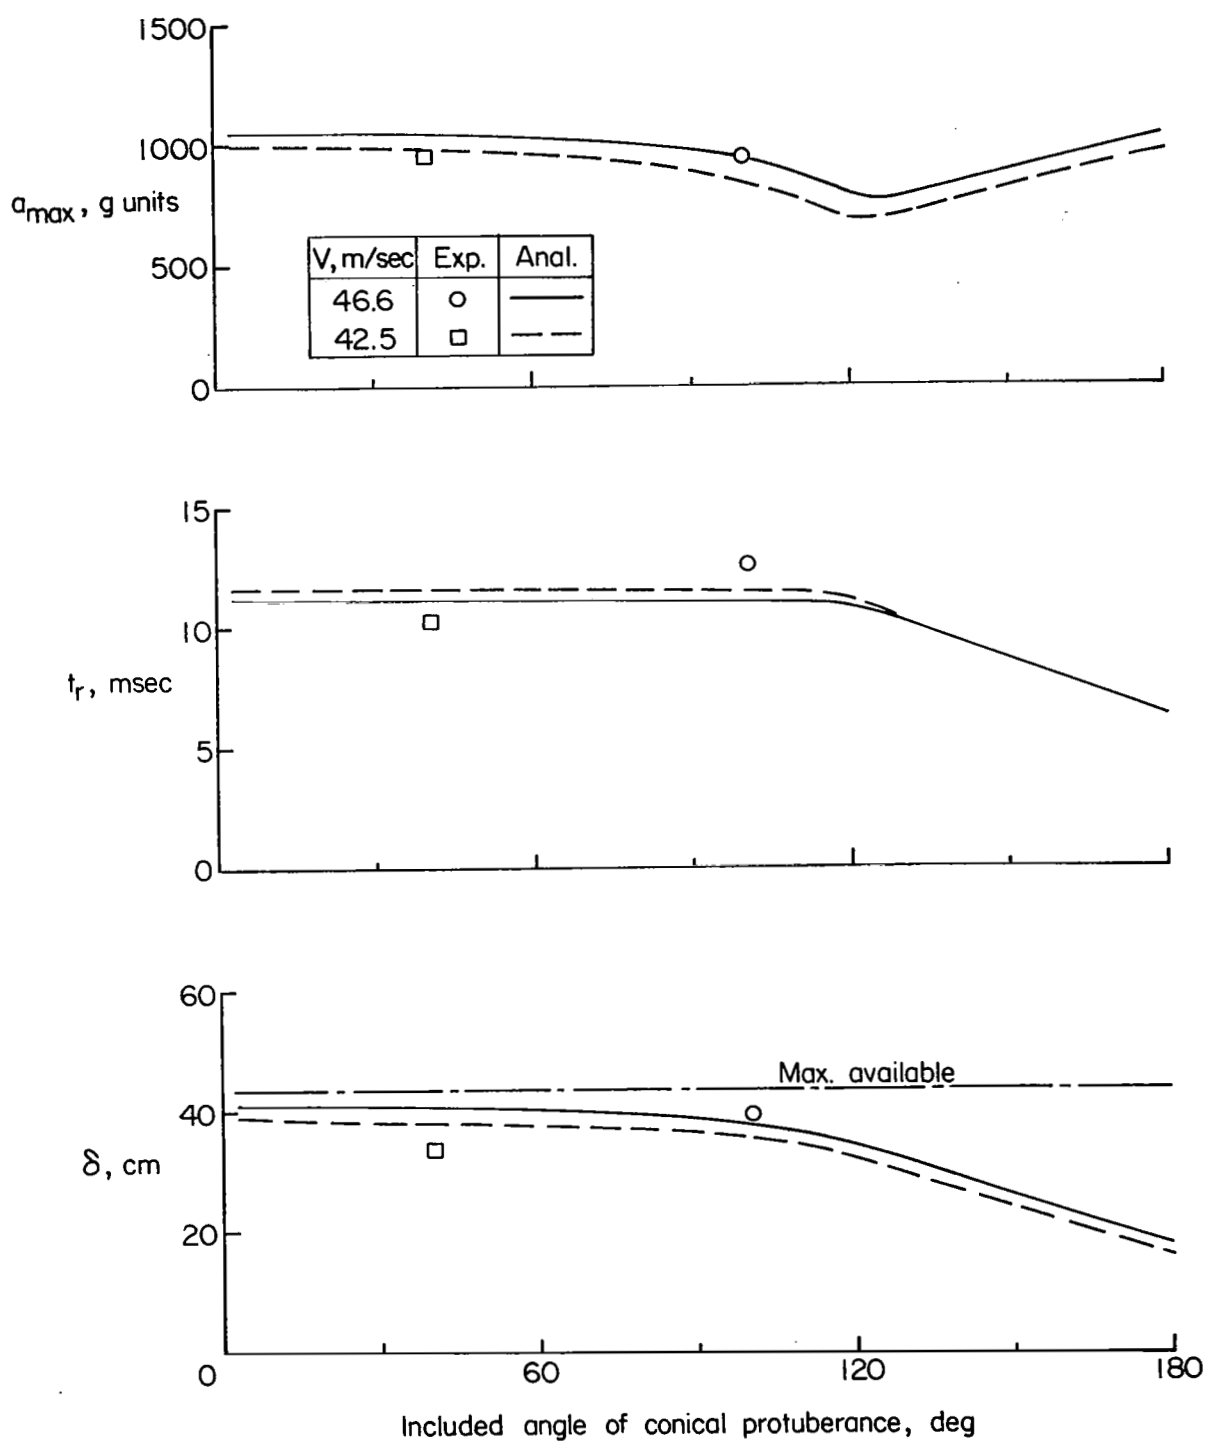 1500
1000
a_max, g units
500
0
V, m/sec Exp. Anal.
46.6
42.5
15
10
t_r, msec
5
0
60
Max. available
40
δ, cm
20
0 60 120 180
Included angle of conical protuberance, deg